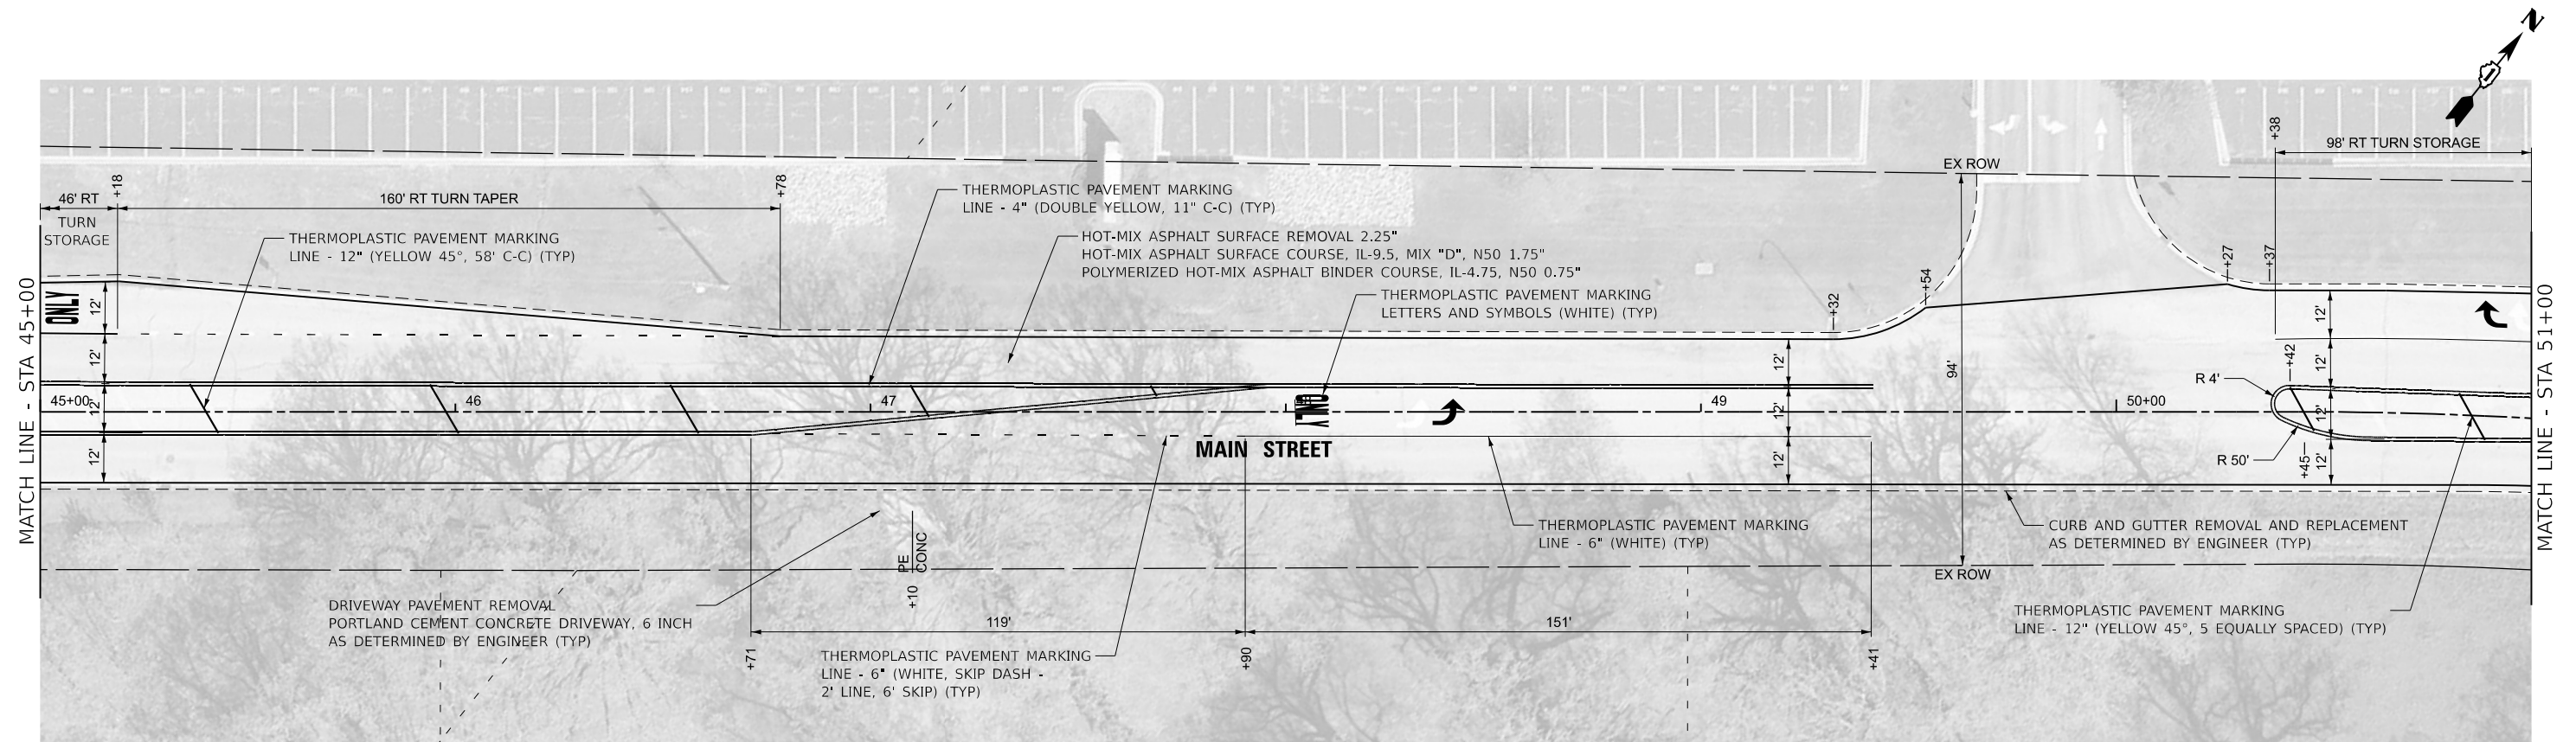 N
EX ROW
98' RT TURN STORAGE
+38
46' RT
TURN
STORAGE
+18
160' RT TURN TAPER
+78
THERMOPLASTIC PAVEMENT MARKING
LINE - 4" (DOUBLE YELLOW, 11" C-C) (TYP)
THERMOPLASTIC PAVEMENT MARKING
LINE - 12" (YELLOW 45°, 58' C-C) (TYP)
HOT-MIX ASPHALT SURFACE REMOVAL 2.25"
HOT-MIX ASPHALT SURFACE COURSE, IL-9.5, MIX "D", N50 1.75"
POLYMERIZED HOT-MIX ASPHALT BINDER COURSE, IL-4.75, N50 0.75"
THERMOPLASTIC PAVEMENT MARKING
LETTERS AND SYMBOLS (WHITE) (TYP)
+32
+54
+27
+37
MATCH LINE - STA 45+00
ONLY
12'
12'
12'
12'
45+00
46
47
48
ONLY
49
50+00
12'
12'
12'
94'
R 4'
+42
R 50'
+45
12'
12'
12'
12'
MATCH LINE - STA 51+00
MAIN STREET
PE
CONC
+10
THERMOPLASTIC PAVEMENT MARKING
LINE - 6" (WHITE) (TYP)
CURB AND GUTTER REMOVAL AND REPLACEMENT
AS DETERMINED BY ENGINEER (TYP)
EX ROW
DRIVEWAY PAVEMENT REMOVAL
PORTLAND CEMENT CONCRETE DRIVEWAY, 6 INCH
AS DETERMINED BY ENGINEER (TYP)
119'
151'
+71
+90
+41
THERMOPLASTIC PAVEMENT MARKING
LINE - 6" (WHITE, SKIP DASH -
2' LINE, 6' SKIP) (TYP)
THERMOPLASTIC PAVEMENT MARKING
LINE - 12" (YELLOW 45°, 5 EQUALLY SPACED) (TYP)